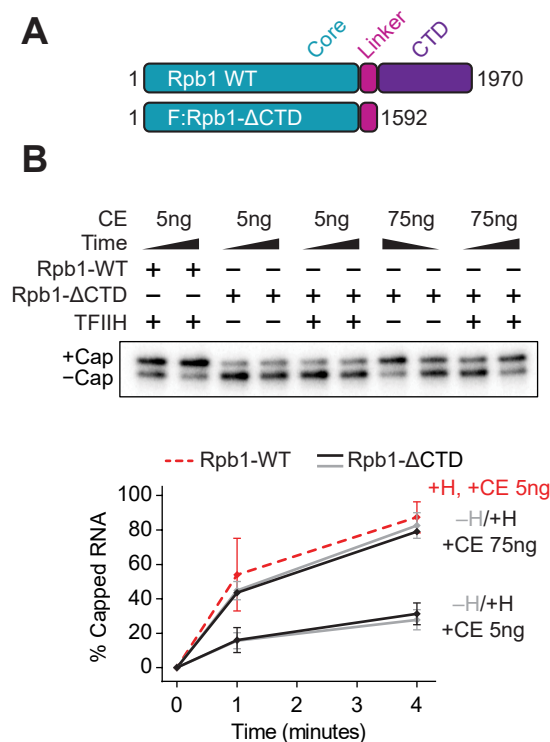 A
Core Linker CTD
1 Rpb1 WT 1970
1 F:Rpb1-ΔCTD 1592
B
CE 5ng 5ng 5ng 75ng 75ng
Time
Rpb1-WT + + − − − − − − − −
Rpb1-ΔCTD − − + + + + + + + +
TFIIH + + − − + + − − + +
+Cap
−Cap
Rpb1-WT Rpb1-ΔCTD
+H, +CE 5ng
−H/+H
+CE 75ng
−H/+H
+CE 5ng
% Capped RNA
100
80
60
40
20
0
0 1 2 3 4
Time (minutes)